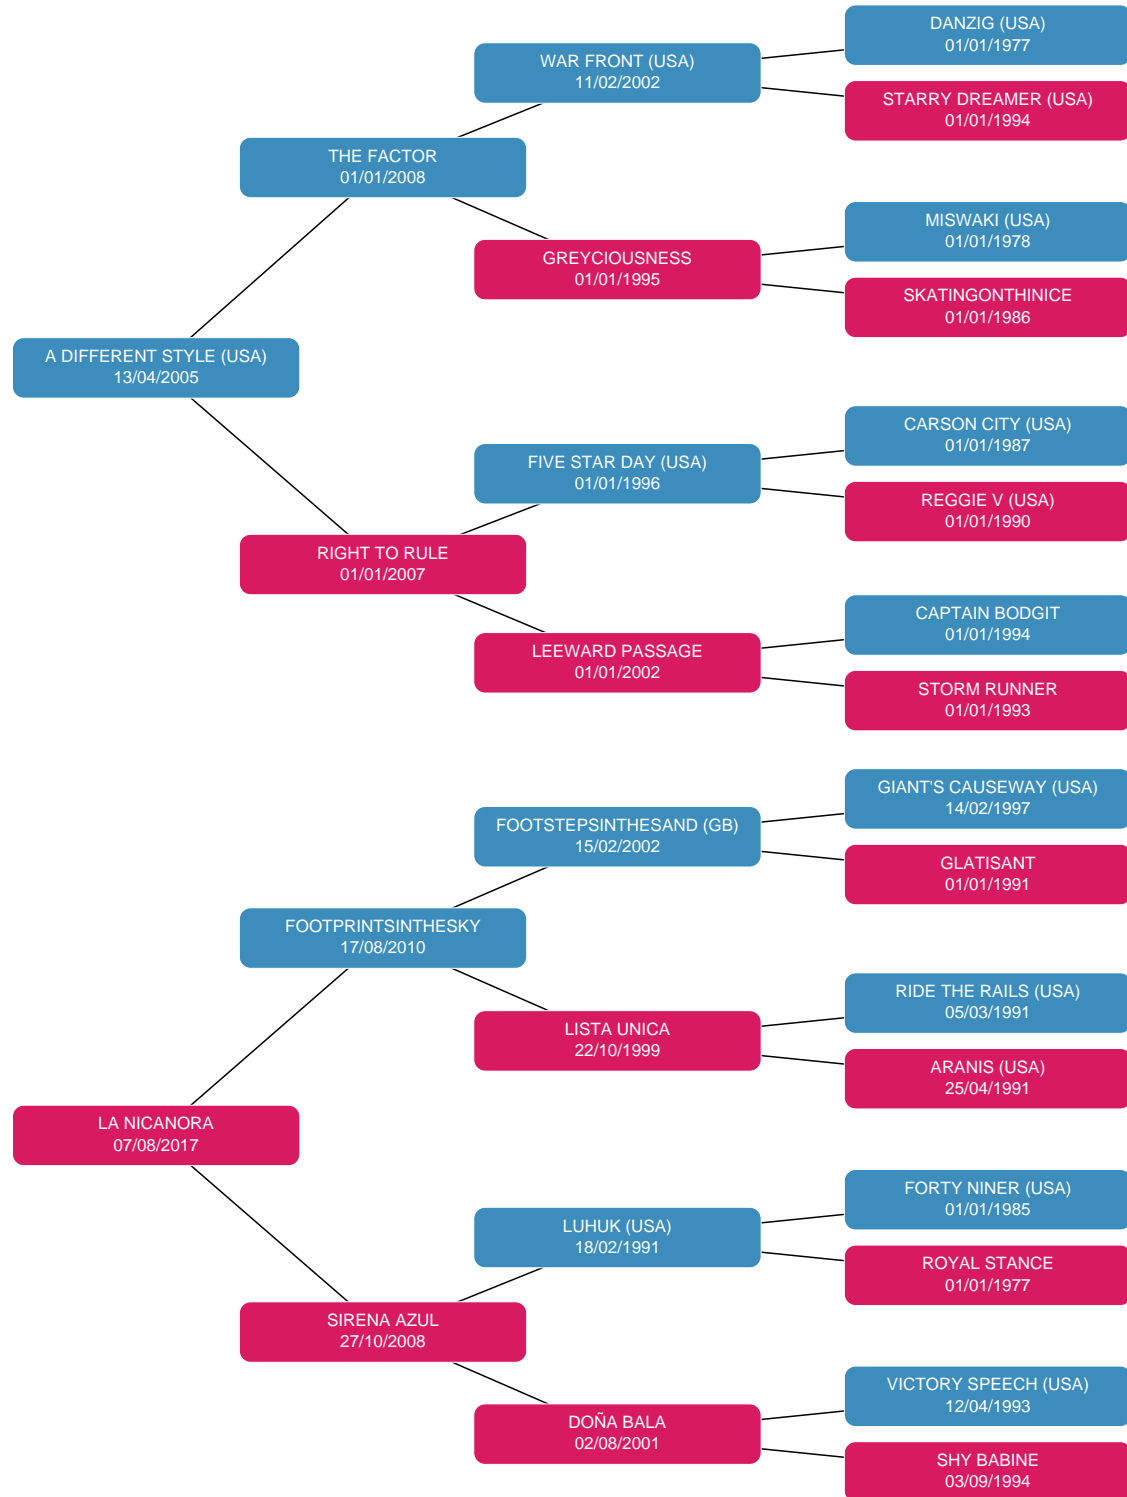 DANZIG (USA)
01/01/1977
WAR FRONT (USA)
11/02/2002
STARRY DREAMER (USA)
01/01/1994
THE FACTOR
01/01/2008
MISWAKI (USA)
01/01/1978
GREYCIOUSNESS
01/01/1995
SKATINGONTHINICE
01/01/1986
A DIFFERENT STYLE (USA)
13/04/2005
CARSON CITY (USA)
01/01/1987
FIVE STAR DAY (USA)
01/01/1996
REGGIE V (USA)
01/01/1990
RIGHT TO RULE
01/01/2007
CAPTAIN BODGIT
01/01/1994
LEEWARD PASSAGE
01/01/2002
STORM RUNNER
01/01/1993
GIANT'S CAUSEWAY (USA)
14/02/1997
FOOTSTEPSINTHESAND (GB)
15/02/2002
GLATISANT
01/01/1991
FOOTPRINTSINTHESKY
17/08/2010
RIDE THE RAILS (USA)
05/03/1991
LISTA UNICA
22/10/1999
ARANIS (USA)
25/04/1991
LA NICANORA
07/08/2017
FORTY NINER (USA)
01/01/1985
LUHUK (USA)
18/02/1991
ROYAL STANCE
01/01/1977
SIRENA AZUL
27/10/2008
VICTORY SPEECH (USA)
12/04/1993
DOÑA BALA
02/08/2001
SHY BABINE
03/09/1994